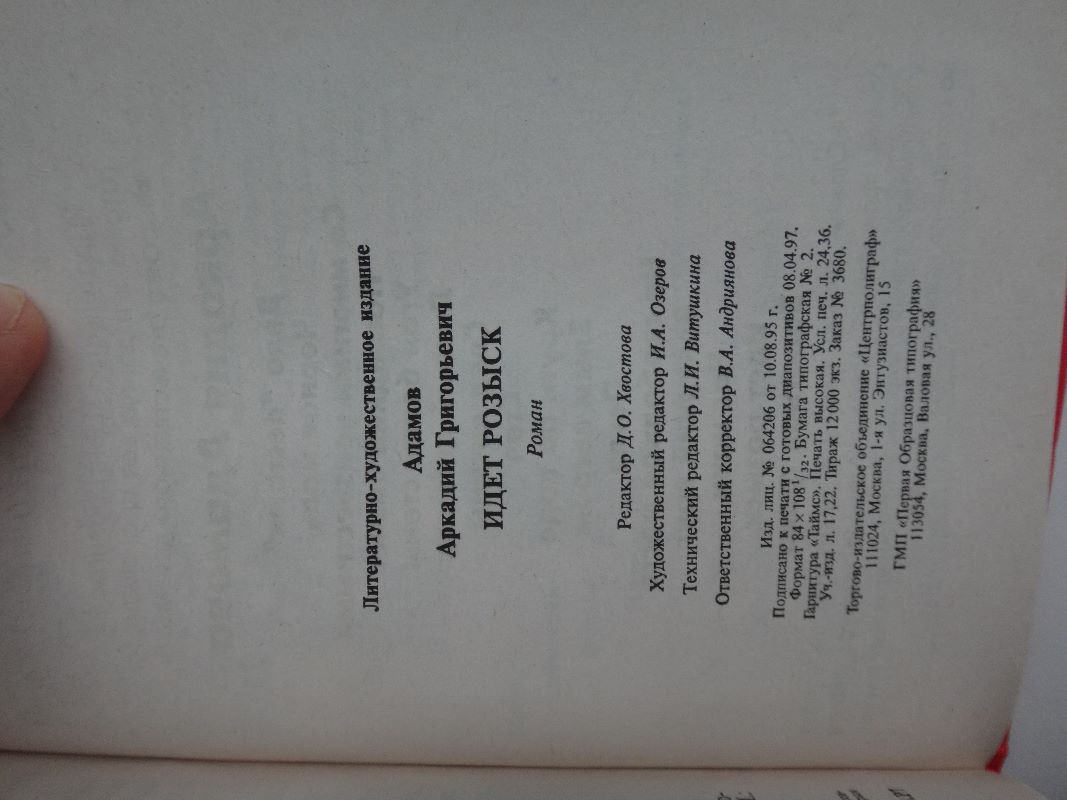 Литературно-художественное издание
Адамов
Аркадий Григорьевич
ИДЕТ РОЗЫСК
Роман
Редактор Д.О. Хвостова
Художественный редактор И.А. Озеров
Технический редактор Л.И. Витушкина
Ответственный корректор В.А. Андриянова
Изд. лиц. № 064206 от 10.08.95 г.
Подписано к печати с готовых диапозитивов 08.04.97.
Формат 84×108 1/32. Бумага типографская № 2.
Гарнитура «Таймс». Печать высокая. Усл. печ. л. 24,36.
Уч.-изд. л. 17,22. Тираж 12 000 экз. Заказ № 3680.
Торгово-издательское объединение «Центрполиграф»
111024, Москва, 1-я ул. Энтузиастов, 15
ГМП «Первая Образцовая типография»
113054, Москва, Валовая ул., 28